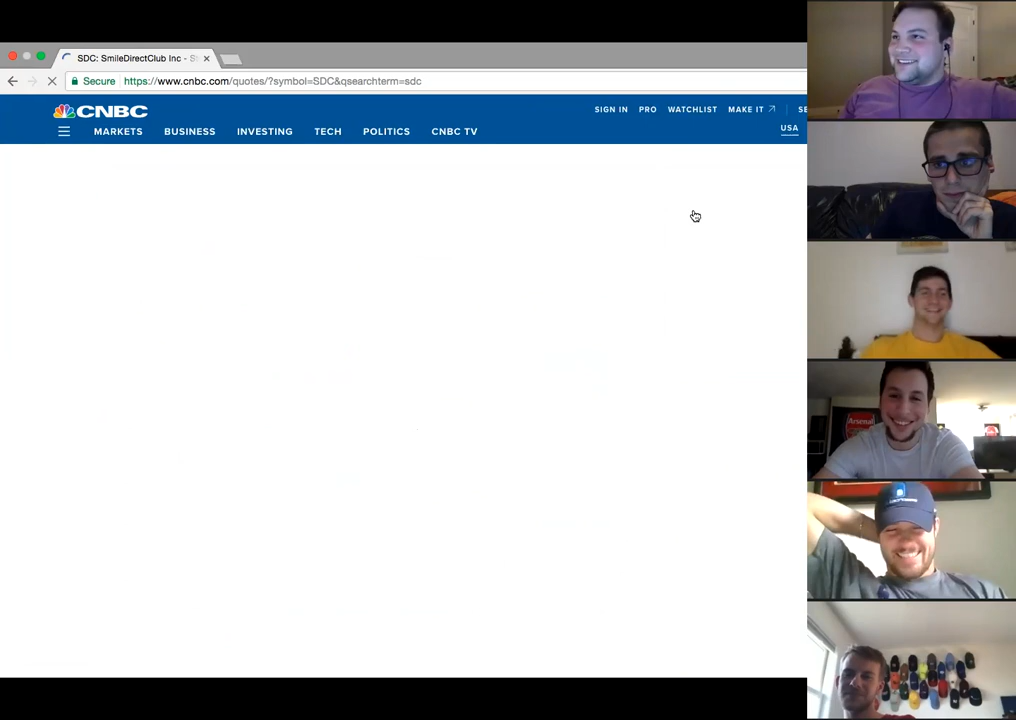 SDC: SmileDirectClub Inc - S
Secure https://www.cnbc.com/quotes/?symbol=SDC&qsearchterm=sdc
CNBC
SIGN IN PRO WATCHLIST MAKE IT SE
MARKETS BUSINESS INVESTING TECH POLITICS CNBC TV
USA
Arsenal